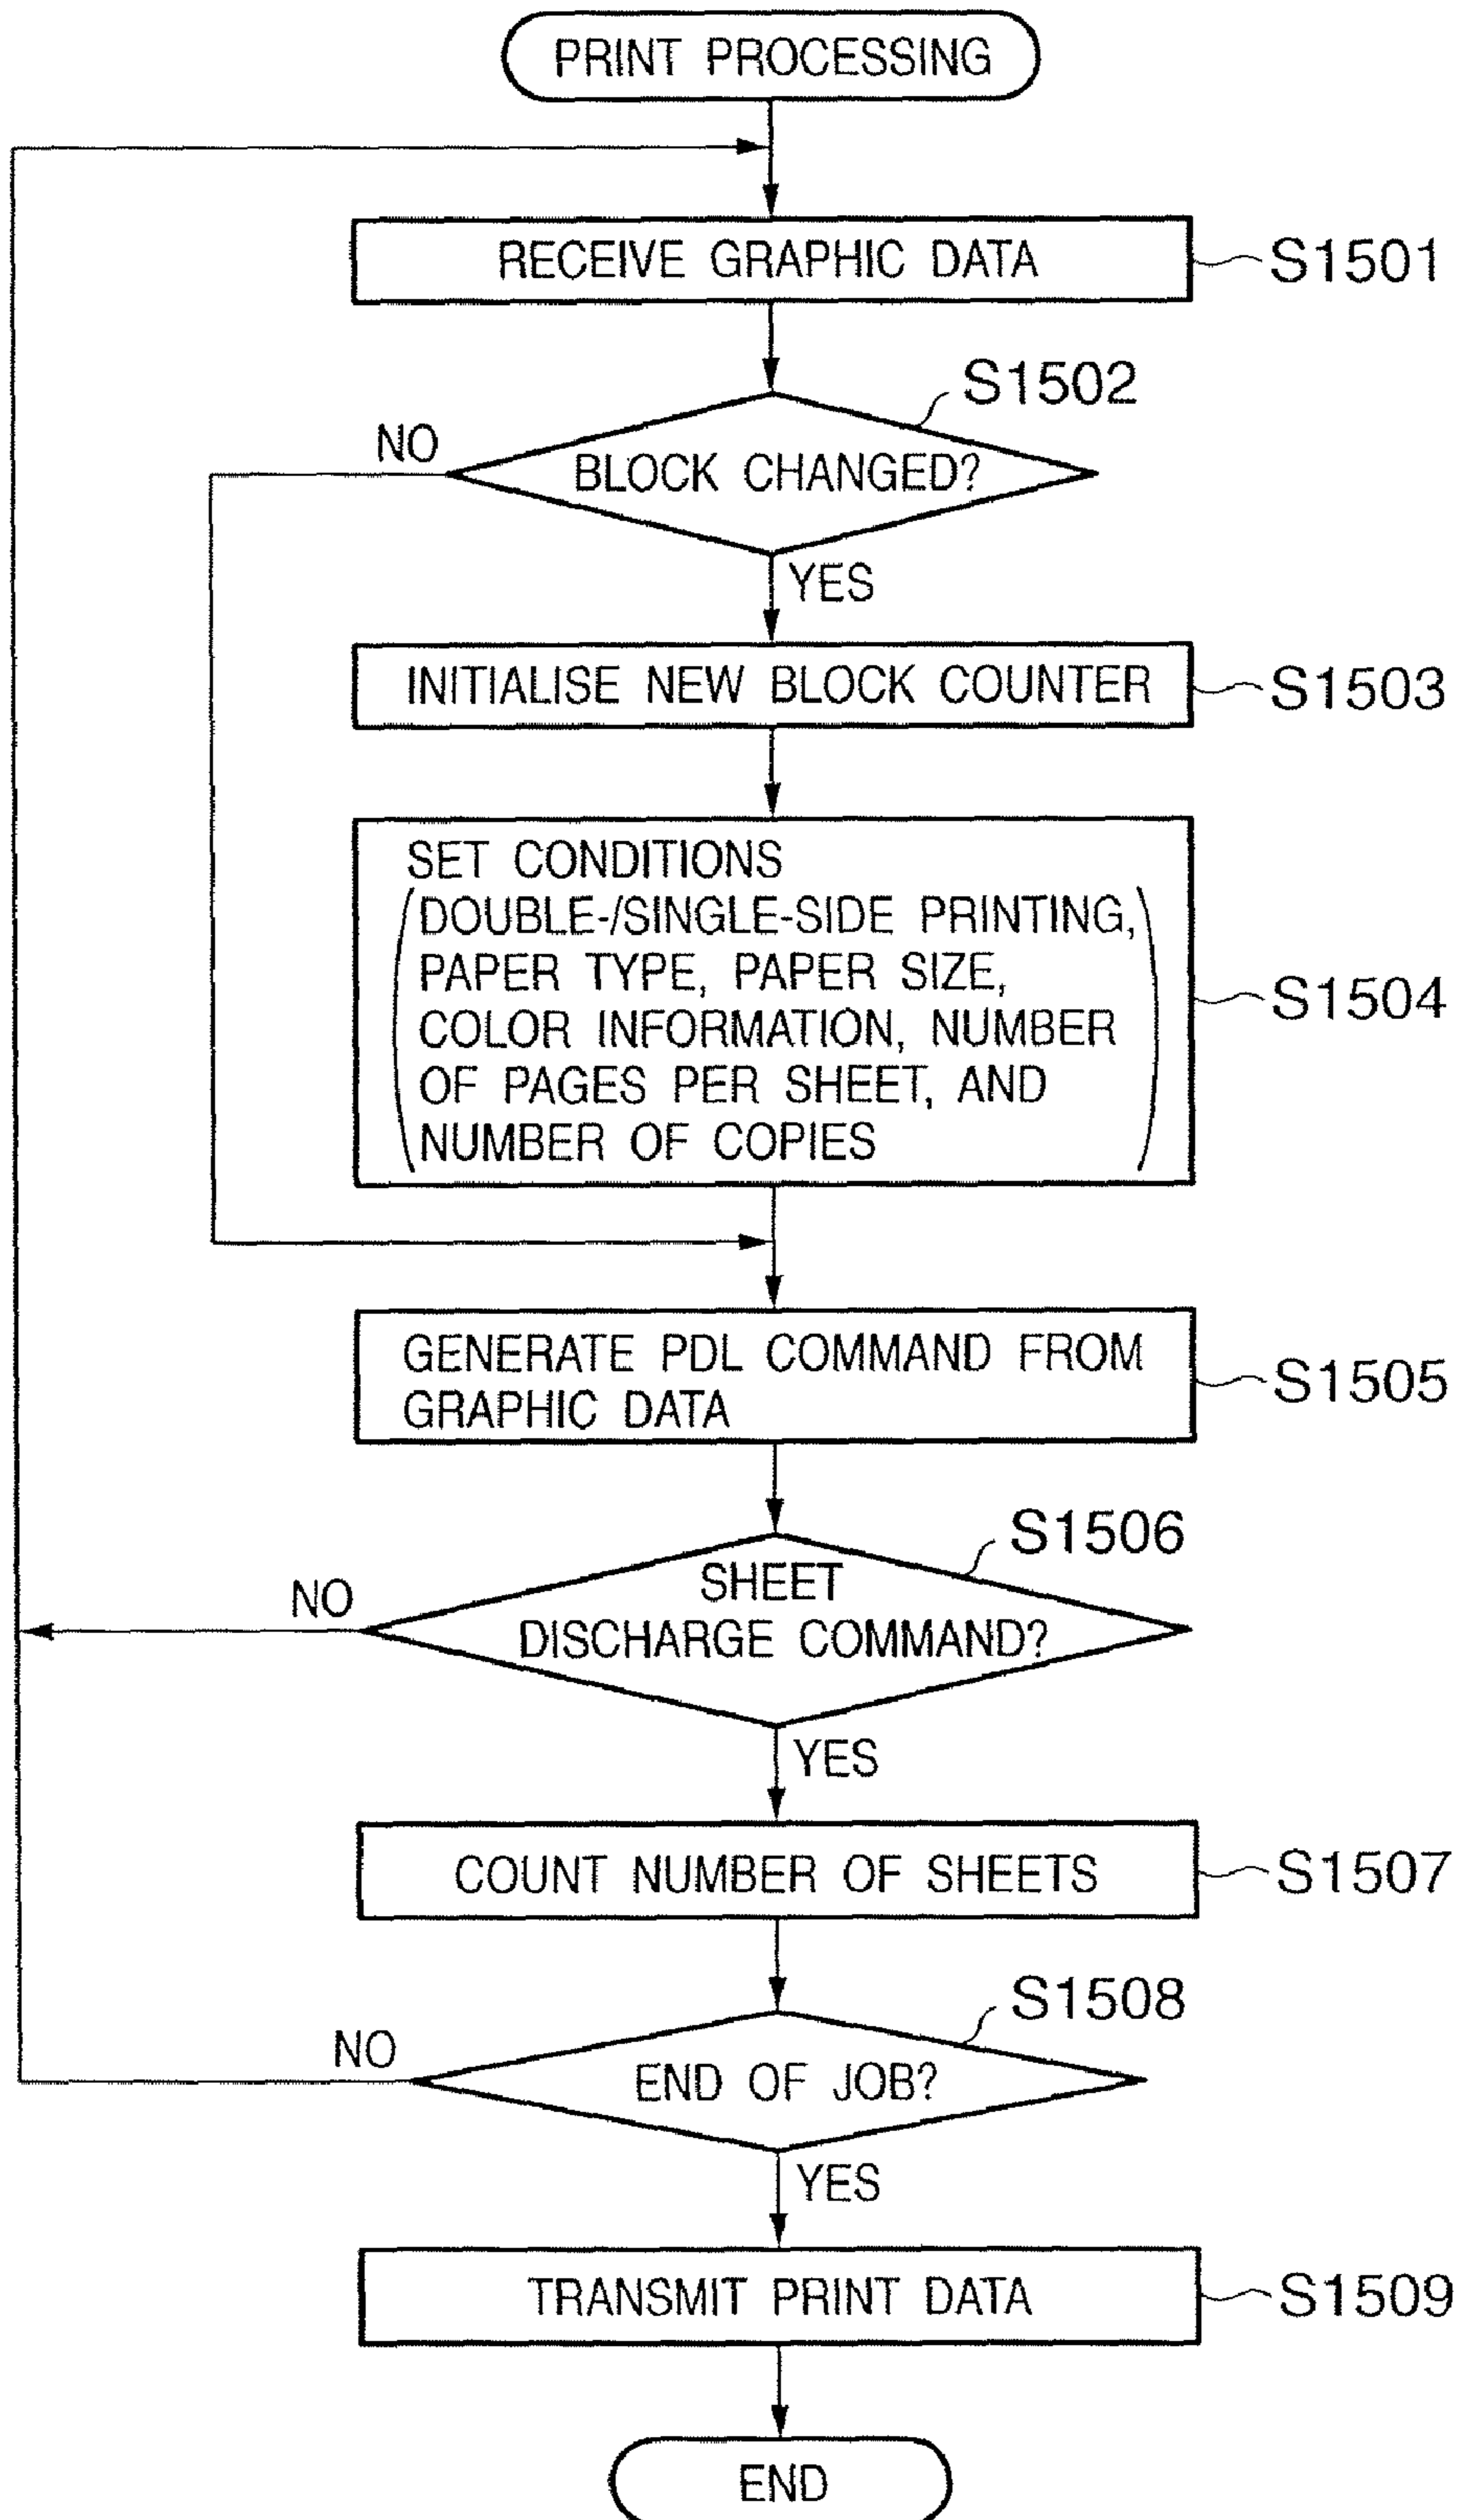 PRINT PROCESSING
RECEIVE GRAPHIC DATA
S1501
S1502
NO
BLOCK CHANGED?
YES
INITIALISE NEW BLOCK COUNTER
S1503
SET CONDITIONS
(DOUBLE-/SINGLE-SIDE PRINTING,
PAPER TYPE, PAPER SIZE,
COLOR INFORMATION, NUMBER
OF PAGES PER SHEET, AND
NUMBER OF COPIES)
S1504
GENERATE PDL COMMAND FROM
GRAPHIC DATA
S1505
S1506
NO
SHEET
DISCHARGE COMMAND?
YES
COUNT NUMBER OF SHEETS
S1507
S1508
NO
END OF JOB?
YES
TRANSMIT PRINT DATA
S1509
END